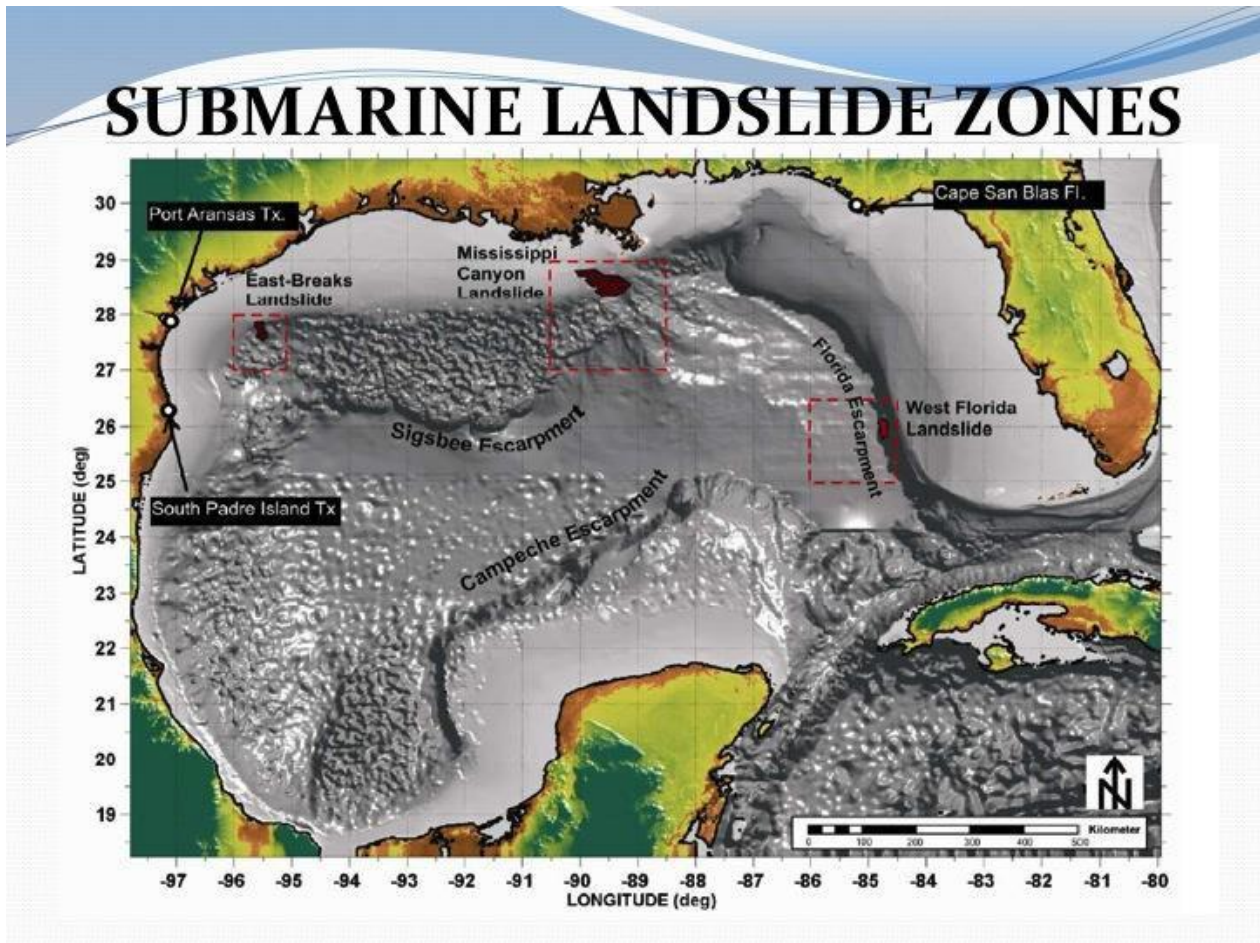 SUBMARINE LANDSLIDE ZONES
Port Aransas Tx.
Cape San Blas Fl.
East-Breaks
Landslide
Mississippi
Canyon
Landslide
Florida Escarpment
West Florida
Landslide
Sigsbee Escarpment
South Padre Island Tx
Campeche Escarpment
N
Kilometer
0 100 200 300 400 500
LATITUDE (deg)
30
29
28
27
26
25
24
23
22
21
20
19
-97 -96 -95 -94 -93 -92 -91 -90 -89 -88 -87 -86 -85 -84 -83 -82 -81 -80
LONGITUDE (deg)